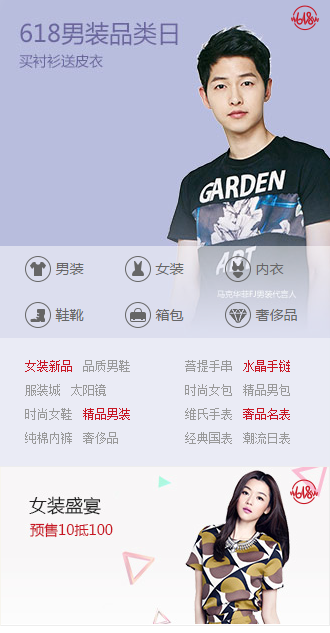 618
618男装品类日
买衬衫送皮衣
GARDEN
ART
马克华菲FJ男装代言人
男装 女装 内衣
鞋靴 箱包 奢侈品
女装新品 品质男鞋 菩提手串 水晶手链
服装城 太阳镜 时尚女包 精品男包
时尚女鞋 精品男装 维氏手表 奢品名表
纯棉内裤 奢侈品 经典国表 潮流日表
618
女装盛宴
预售10抵100